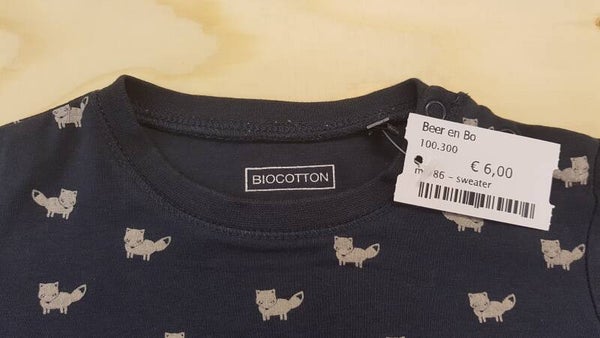 BIOCOTTON
Beer en Bo
100.300
€ 6,00
86 - sweater